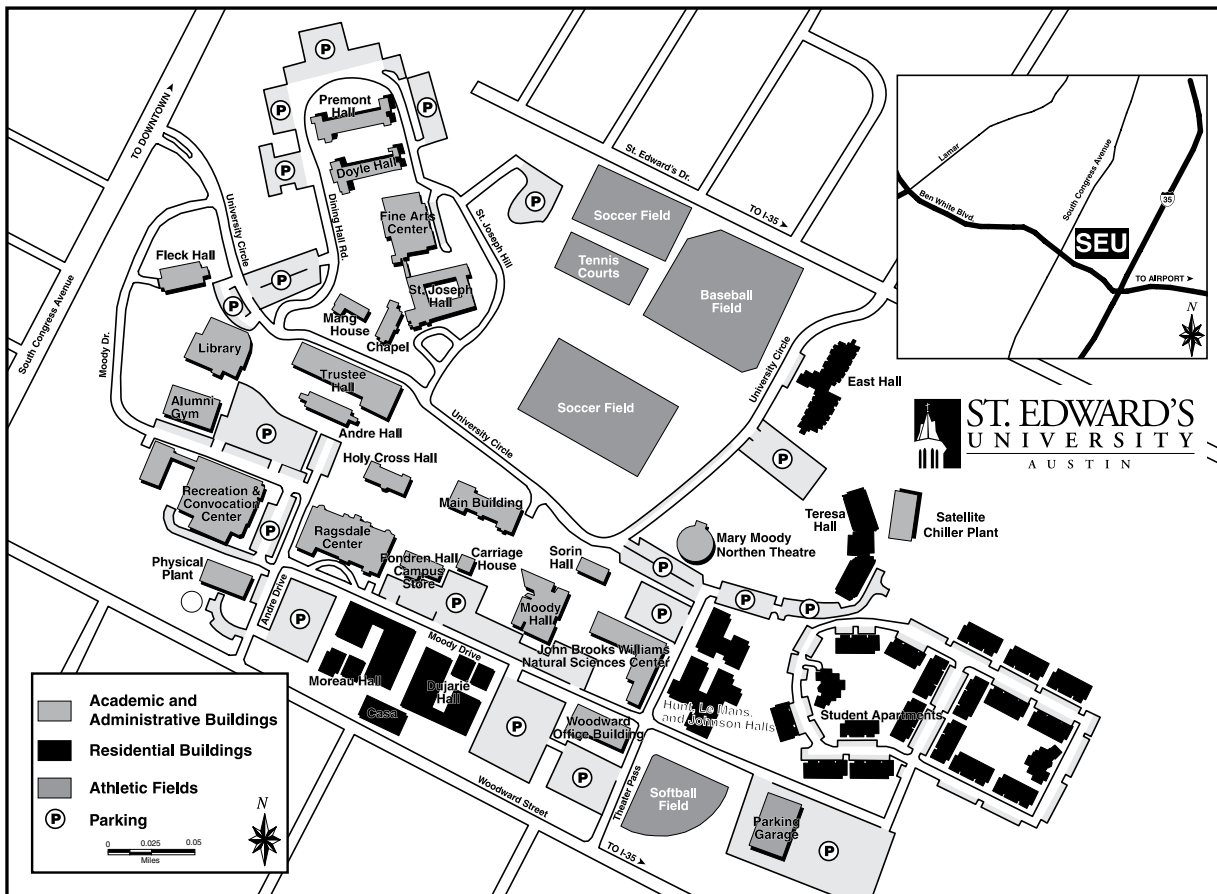 P
TO DOWNTOWN
Premont
Hall
P
P
Doyle Hall
P
Lamar
South Congress Avenue
35
Ben White Blvd.
SEU
TO AIRPORT
N
St. Edward's Dr.
TO I-35
P
Soccer Field
Tennis
Courts
Baseball
Field
Fine Arts
Center
Dining Hall Rd.
St. Joseph Hill
University Circle
Fleck Hall
P
P
St. Joseph
Hall
Mang
House
Chapel
South Congress Avenue
Moody Dr.
Library
Trustee
Hall
Alumni
Gym
Andre Hall
P
University Circle
Soccer Field
University Circle
East Hall
P
ST. EDWARD'S
UNIVERSITY
AUSTIN
Holy Cross Hall
Recreation &
Convocation
Center
P
Main Building
Ragsdale
Center
Teresa
Hall
Satellite
Chiller Plant
Mary Moody
Northen Theatre
Physical
Plant
Fondren Hall
Campus
Store
Carriage
House
Sorin
Hall
P
P
P
P
P
P
Andre Drive
Moody
Hall
Moody Drive
John Brooks Williams
Natural Sciences Center
Moreau Hall
Dujarie
Hall
Casa
Hunt, Le Mans,
and Johnson Halls
Student Apartments
P
Woodward
Office Building
P
Woodward Street
Theater Pass
Softball
Field
Parking
Garage
P
TO I-35
Academic and
Administrative Buildings
Residential Buildings
Athletic Fields
P Parking
N
0 0.025 0.05
Miles